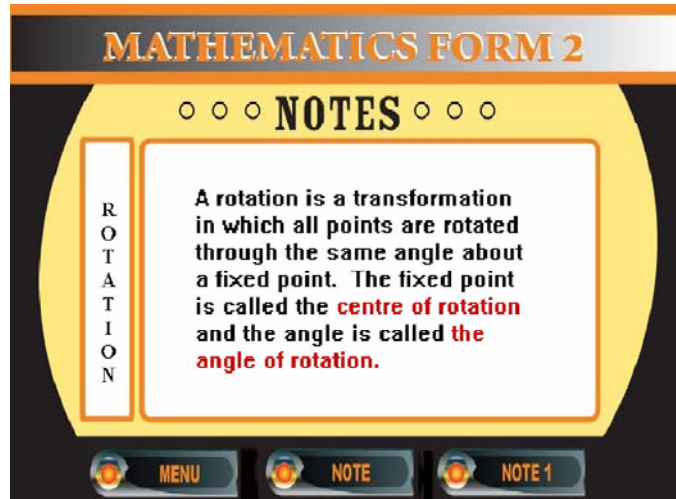 MATHEMATICS FORM 2
NOTES
ROTATION
A rotation is a transformation
in which all points are rotated
through the same angle about
a fixed point. The fixed point
is called the centre of rotation
and the angle is called the
angle of rotation.
MENU
NOTE
NOTE 1